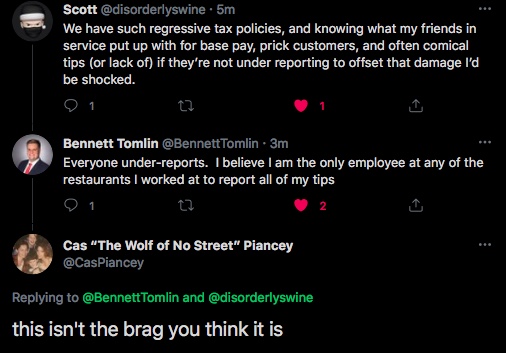 Scott @disorderlyswine · 5m
We have such regressive tax policies, and knowing what my friends in
service put up with for base pay, prick customers, and often comical
tips (or lack of) if they're not under reporting to offset that damage I'd
be shocked.
1 1
Bennett Tomlin @BennettTomlin · 3m
Everyone under-reports. I believe I am the only employee at any of the
restaurants I worked at to report all of my tips
1 2
Cas “The Wolf of No Street” Piancey
@CasPiancey
Replying to @BennettTomlin and @disorderlyswine
this isn't the brag you think it is